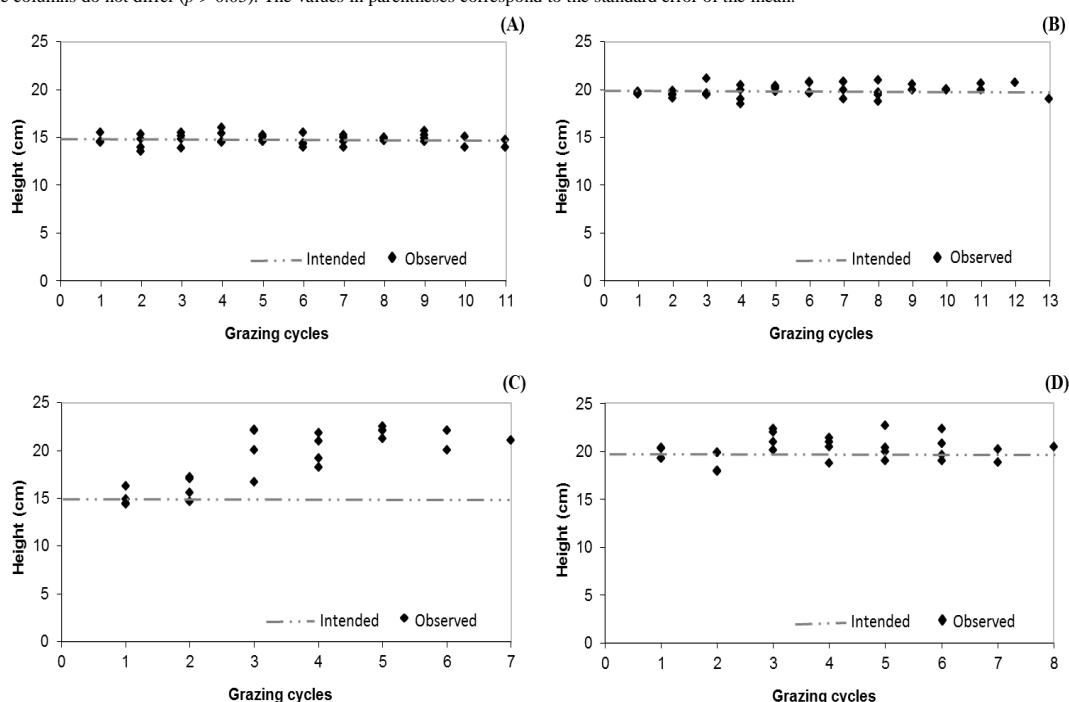 e columns do not differ (p > 0.05). The values in parentheses correspond to the standard error of the mean.
(A)
25
20
15
10
5
0
Height (cm)
Intended Observed
0 1 2 3 4 5 6 7 8 9 10 11
Grazing cycles
(B)
25
20
15
10
5
0
Height (cm)
Intended Observed
0 1 2 3 4 5 6 7 8 9 10 11 12 13
Grazing cycles
(C)
25
20
15
10
5
0
Height (cm)
Intended Observed
0 1 2 3 4 5 6 7
Grazing cycles
(D)
25
20
15
10
5
0
Height (cm)
Intended Observed
0 1 2 3 4 5 6 7 8
Grazing cycles